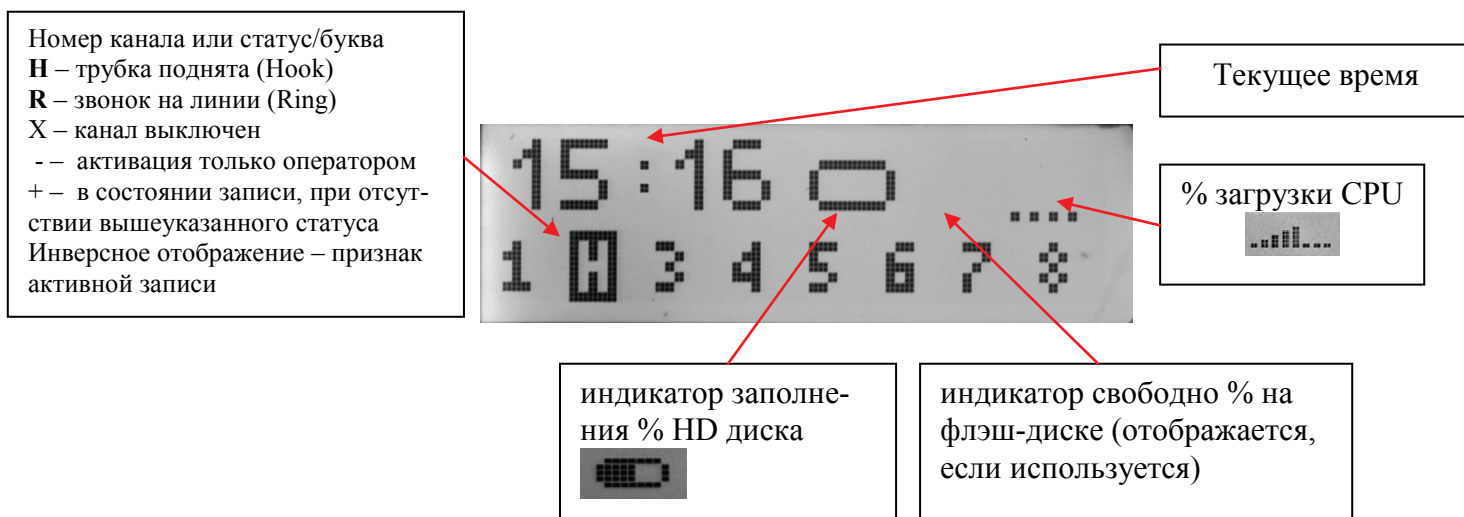 Номер канала или статус/буква
H – трубка поднята (Hook)
R – звонок на линии (Ring)
X – канал выключен
- – активация только оператором
+ – в состоянии записи, при отсут-
ствии вышеуказанного статуса
Инверсное отображение – признак
активной записи
Текущее время
15:16
1 H 3 4 5 6 7 8
% загрузки CPU
индикатор заполне-
ния % HD диска
индикатор свободно % на
флэш-диске (отображается,
если используется)